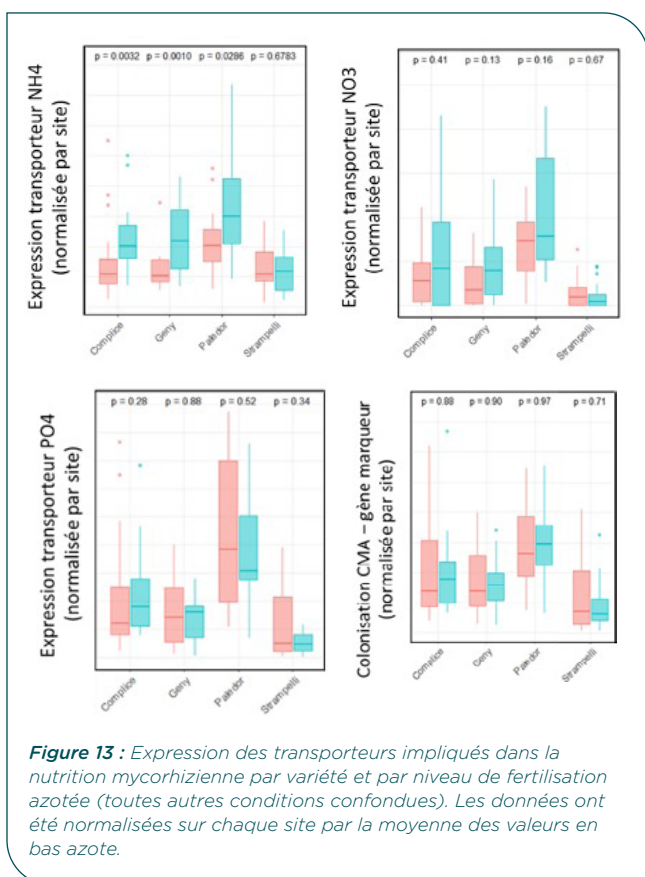 p = 0.0032 p = 0.0010 p = 0.0286 p = 0.6783
Expression transporteur NH4
(normalisée par site)
Complice Geny Paledor Strampelli
p = 0.41 p = 0.13 p = 0.16 p = 0.67
Expression transporteur NO3
(normalisée par site)
Complice Geny Paledor Strampelli
p = 0.28 p = 0.88 p = 0.52 p = 0.34
Expression transporteur PO4
(normalisée par site)
Complice Geny Paledor Strampelli
p = 0.88 p = 0.90 p = 0.97 p = 0.71
Colonisation CMA – gène marqueur
(normalisée par site)
Complice Geny Paledor Strampelli
Figure 13 : Expression des transporteurs impliqués dans la
nutrition mycorhizienne par variété et par niveau de fertilisation
azotée (toutes autres conditions confondues). Les données ont
été normalisées sur chaque site par la moyenne des valeurs en
bas azote.